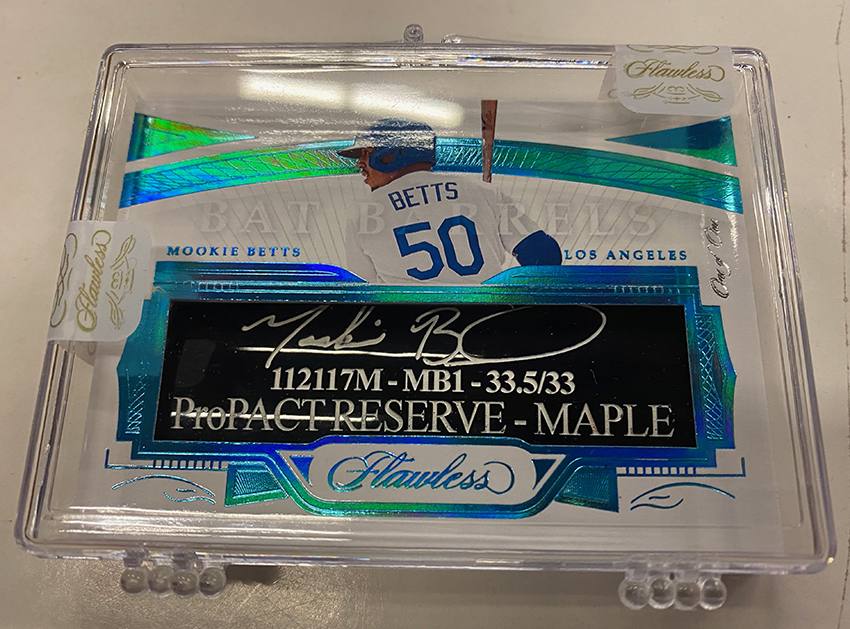 Flawless
BETTS
50
BAT BARRELS
MOOKIE BETTS
LOS ANGELES
One of One
Flawless
Mookie B
112117M - MB1 - 33.5/33
ProPACT RESERVE - MAPLE
Flawless